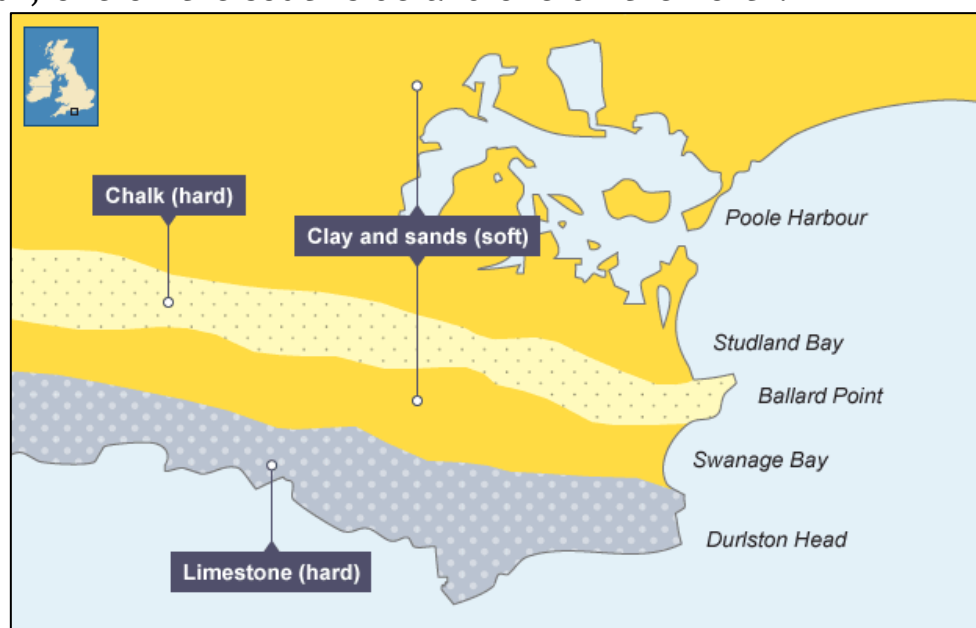 Chalk (hard)
Clay and sands (soft)
Poole Harbour
Studland Bay
Ballard Point
Swanage Bay
Durlston Head
Limestone (hard)